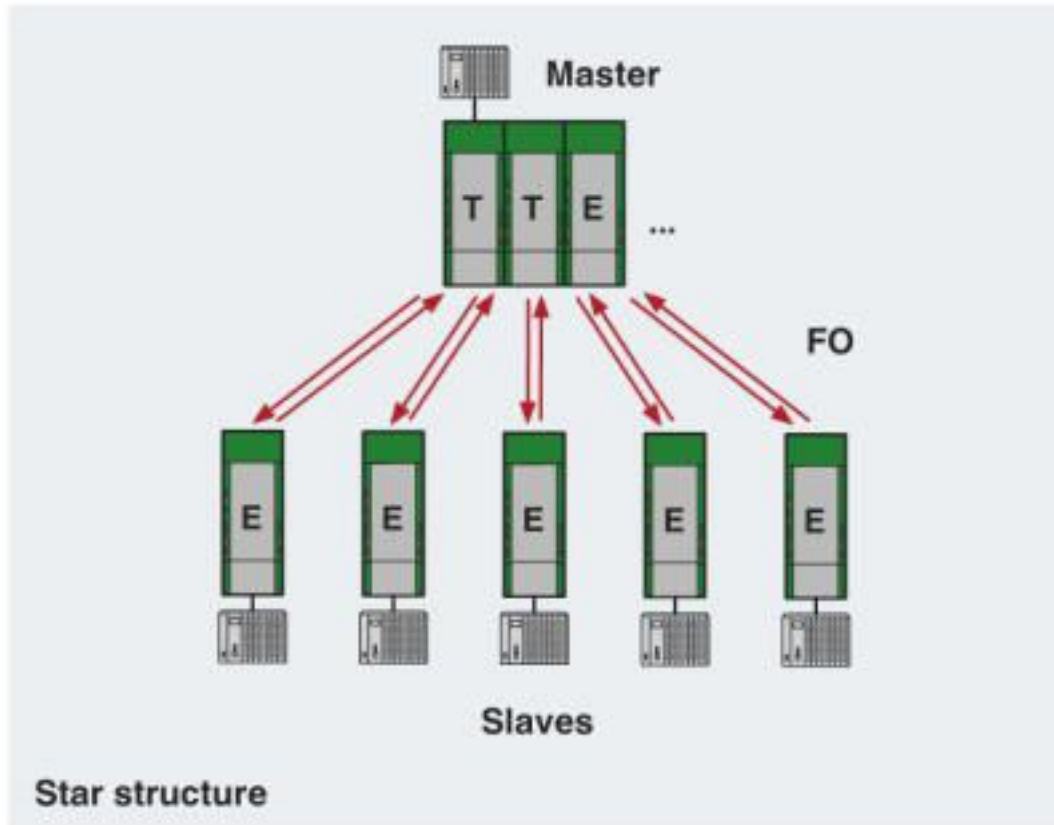 Master
T T E ...
FO
E E E E E
Slaves
Star structure